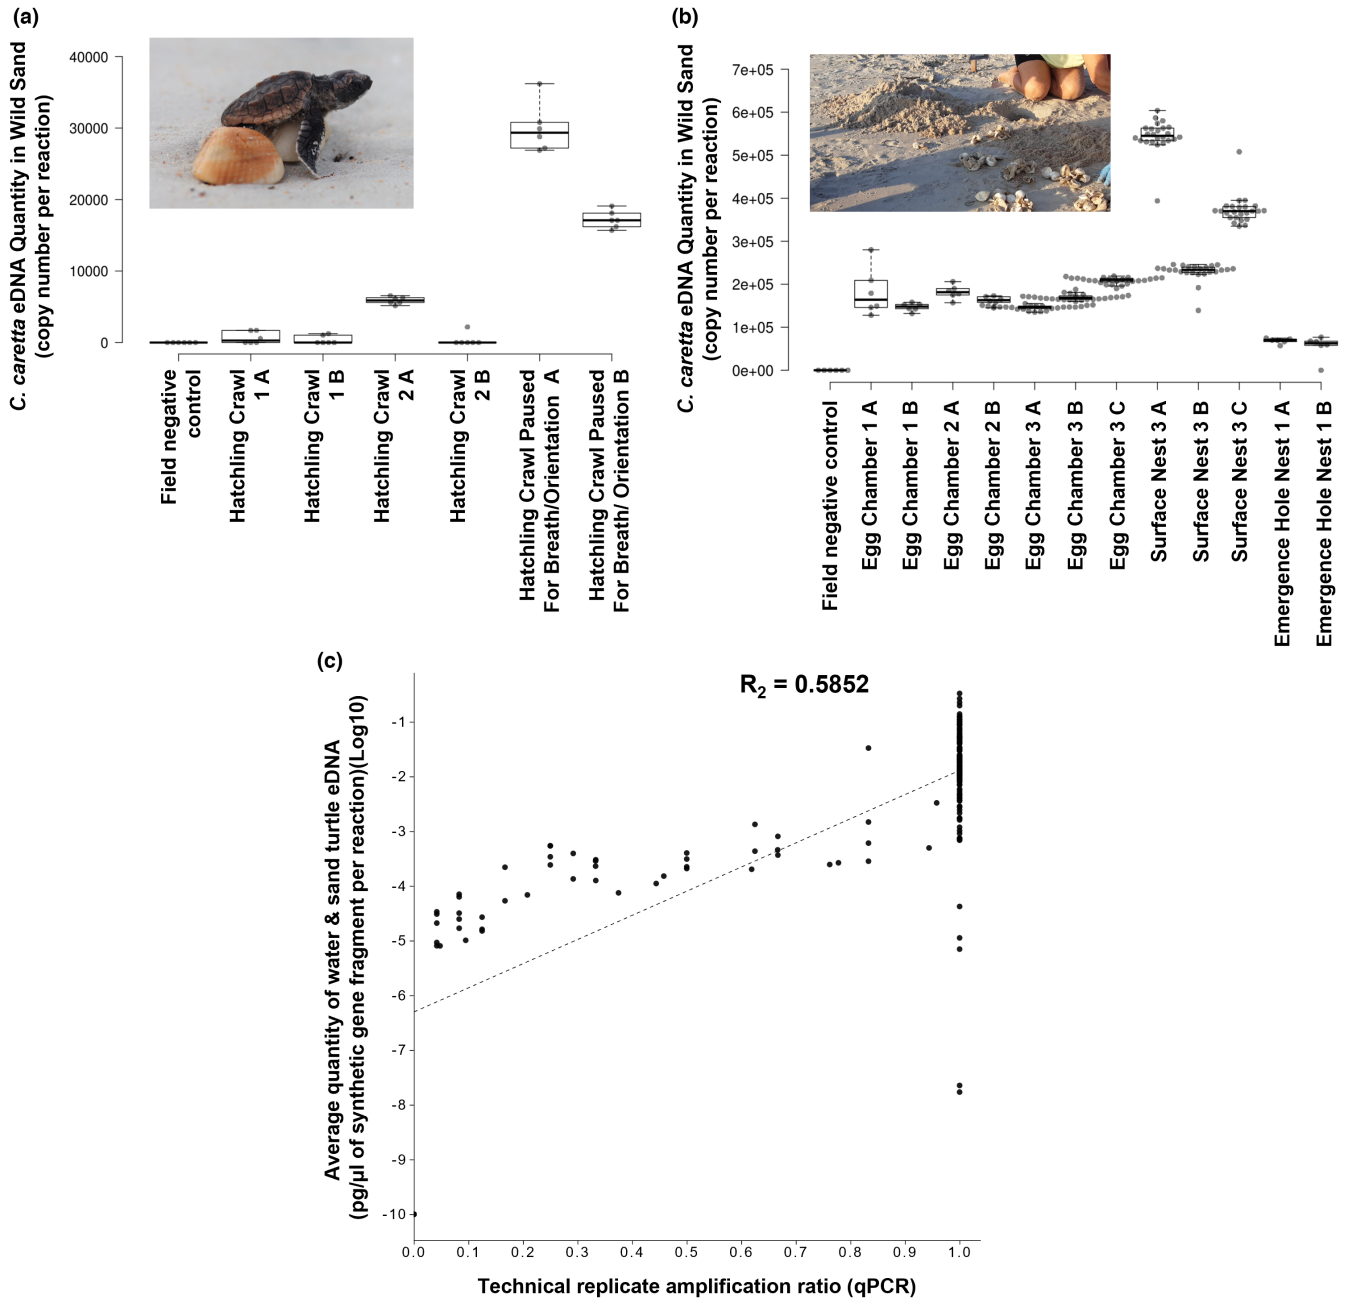 (a)
C. caretta eDNA Quantity in Wild Sand
(copy number per reaction)
40000
30000
20000
10000
0
Field negative
control
Hatchling Crawl
1 A
Hatchling Crawl
1 B
Hatchling Crawl
2 A
Hatchling Crawl
2 B
Hatchling Crawl Paused
For Breath/Orientation A
Hatchling Crawl Paused
For Breath/ Orientation B
(b)
C. caretta eDNA Quantity in Wild Sand
(copy number per reaction)
7e+05
6e+05
5e+05
4e+05
3e+05
2e+05
1e+05
0e+00
Field negative control
Egg Chamber 1 A
Egg Chamber 1 B
Egg Chamber 2 A
Egg Chamber 2 B
Egg Chamber 3 A
Egg Chamber 3 B
Egg Chamber 3 C
Surface Nest 3 A
Surface Nest 3 B
Surface Nest 3 C
Emergence Hole Nest 1 A
Emergence Hole Nest 1 B
(c)
R2 = 0.5852
Average quantity of water & sand turtle eDNA
(pg/µl of synthetic gene fragment per reaction)(Log10)
-1
-2
-3
-4
-5
-6
-7
-8
-9
-10
0.0 0.1 0.2 0.3 0.4 0.5 0.6 0.7 0.8 0.9 1.0
Technical replicate amplification ratio (qPCR)